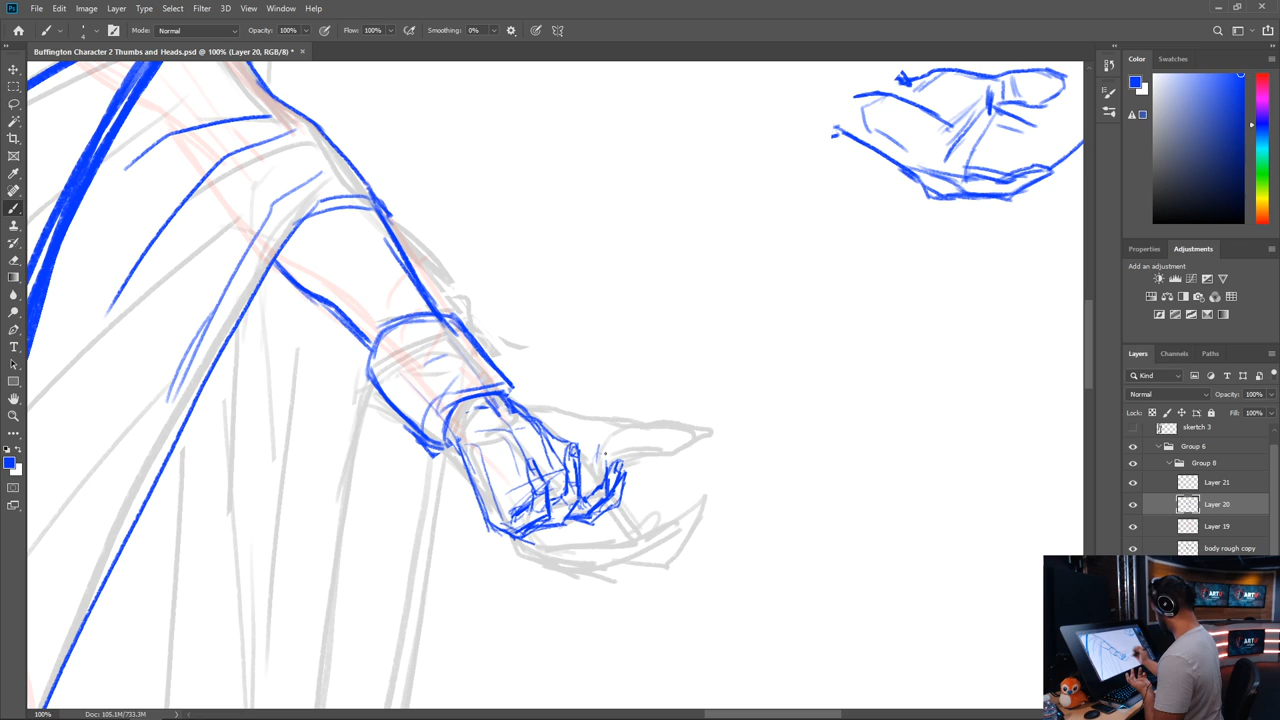 Ps File Edit Image Layer Type Select Filter 3D View Window Help
4 Mode: Normal Opacity: 100% Flow: 100% Smoothing: 0%
Buffington Character 2 Thumbs and Heads.psd @ 100% (Layer 20, RGB/8) * ×
Color Swatches
Properties Adjustments
Add an adjustment
Layers Channels Paths
Kind
Normal Opacity: 100%
Lock: Fill: 100%
skertch 3
Group 6
Group 8
Layer 21
Layer 20
Layer 19
body rough copy
100% Doc: 105.1M/733.3M